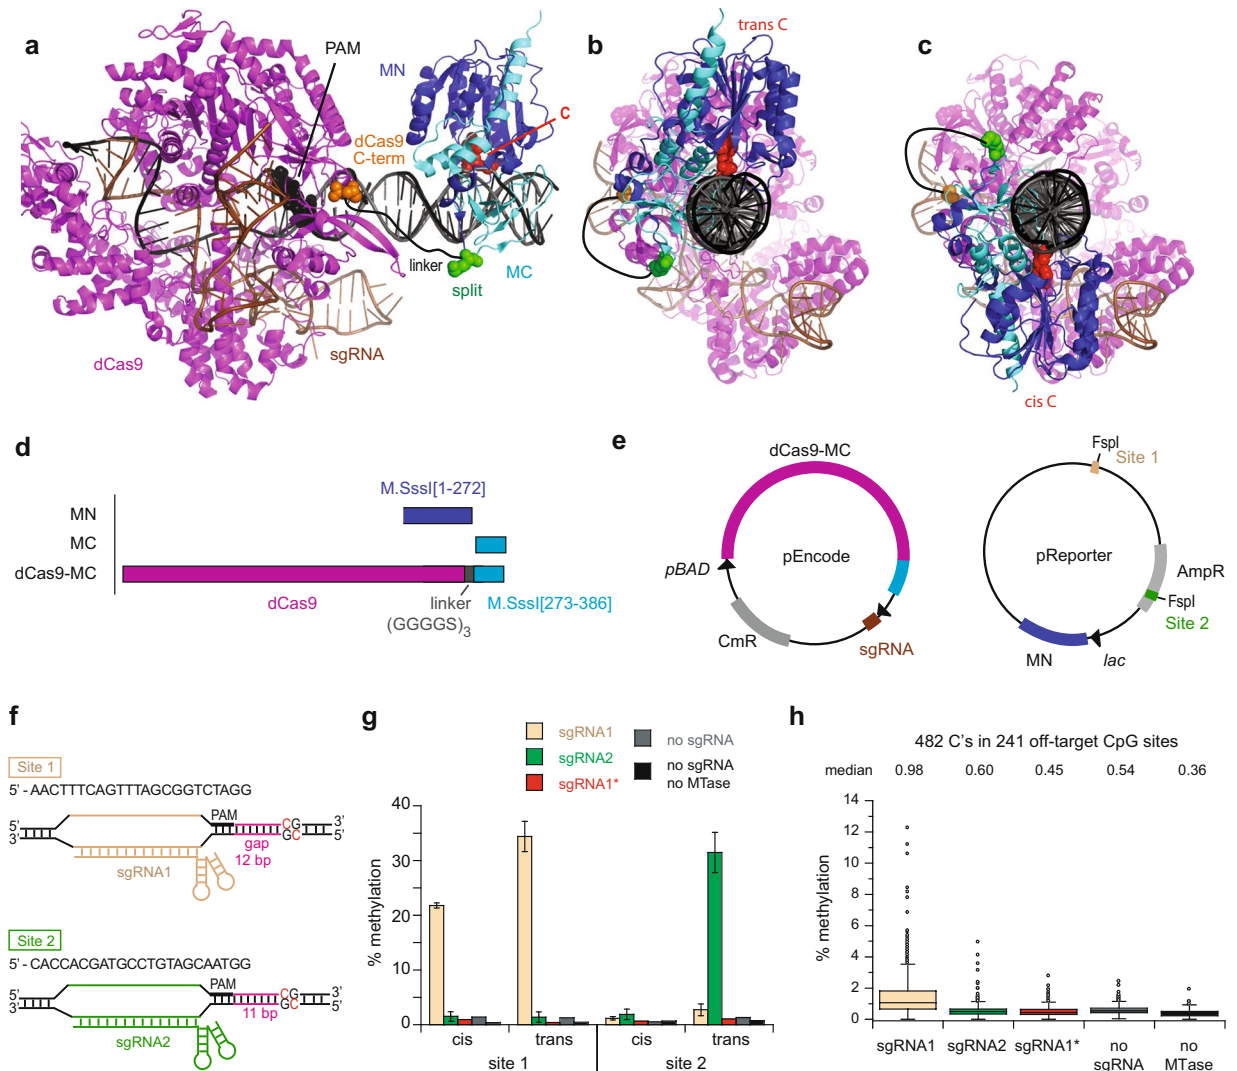 a
PAM
MN
MC
C
dCas9
C-term
linker
split
MC
sgRNA
dCas9
b
trans C
c
cis C
d
M.SssI[1-272]
MN
MC
dCas9-MC
dCas9
linker
(GGGGS)3
M.SssI[273-386]
e
dCas9-MC
pEncode
pBAD
CmR
sgRNA
FspI
Site 1
pReporter
AmpR
FspI
Site 2
MN
lac
f
Site 1
5' - AACTTTCAGTTTAGCGGTCTAGG
PAM
5'
3'
CG
GC
3'
5'
gap
12 bp
sgRNA1
Site 2
5' - CACCACGATGCCTGTAGCAATGG
PAM
5'
3'
CG
GC
3'
5'
11 bp
sgRNA2
g
sgRNA1
sgRNA2
sgRNA1*
no sgRNA
no sgRNA
no MTase
% methylation
40
30
20
10
0
cis
trans
cis
trans
site 1
site 2
h
482 C's in 241 off-target CpG sites
median 0.98 0.60 0.45 0.54 0.36
% methylation
14
12
10
8
6
4
2
0
sgRNA1
sgRNA2
sgRNA1*
no
sgRNA
no
MTase